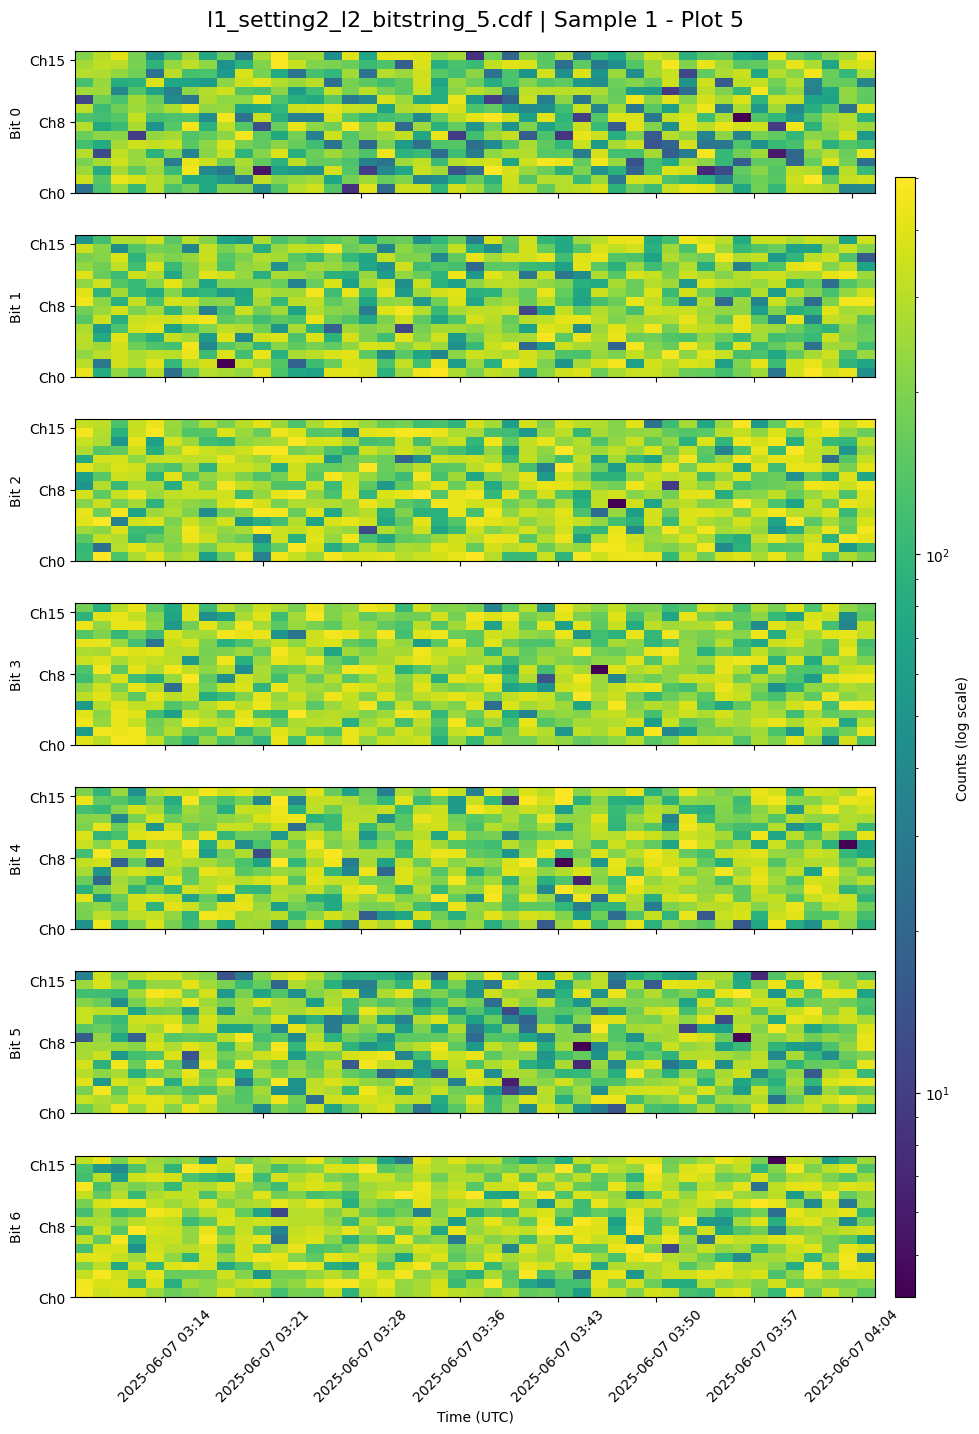 l1_setting2_l2_bitstring_5.cdf | Sample 1 - Plot 5
Bit 0
Ch15
Ch8
Ch0
Bit 1
Ch15
Ch8
Ch0
Bit 2
Ch15
Ch8
Ch0
Bit 3
Ch15
Ch8
Ch0
Bit 4
Ch15
Ch8
Ch0
Bit 5
Ch15
Ch8
Ch0
Bit 6
Ch15
Ch8
Ch0
2025-06-07 03:14
2025-06-07 03:21
2025-06-07 03:28
2025-06-07 03:36
2025-06-07 03:43
2025-06-07 03:50
2025-06-07 03:57
2025-06-07 04:04
Time (UTC)
10²
10¹
Counts (log scale)